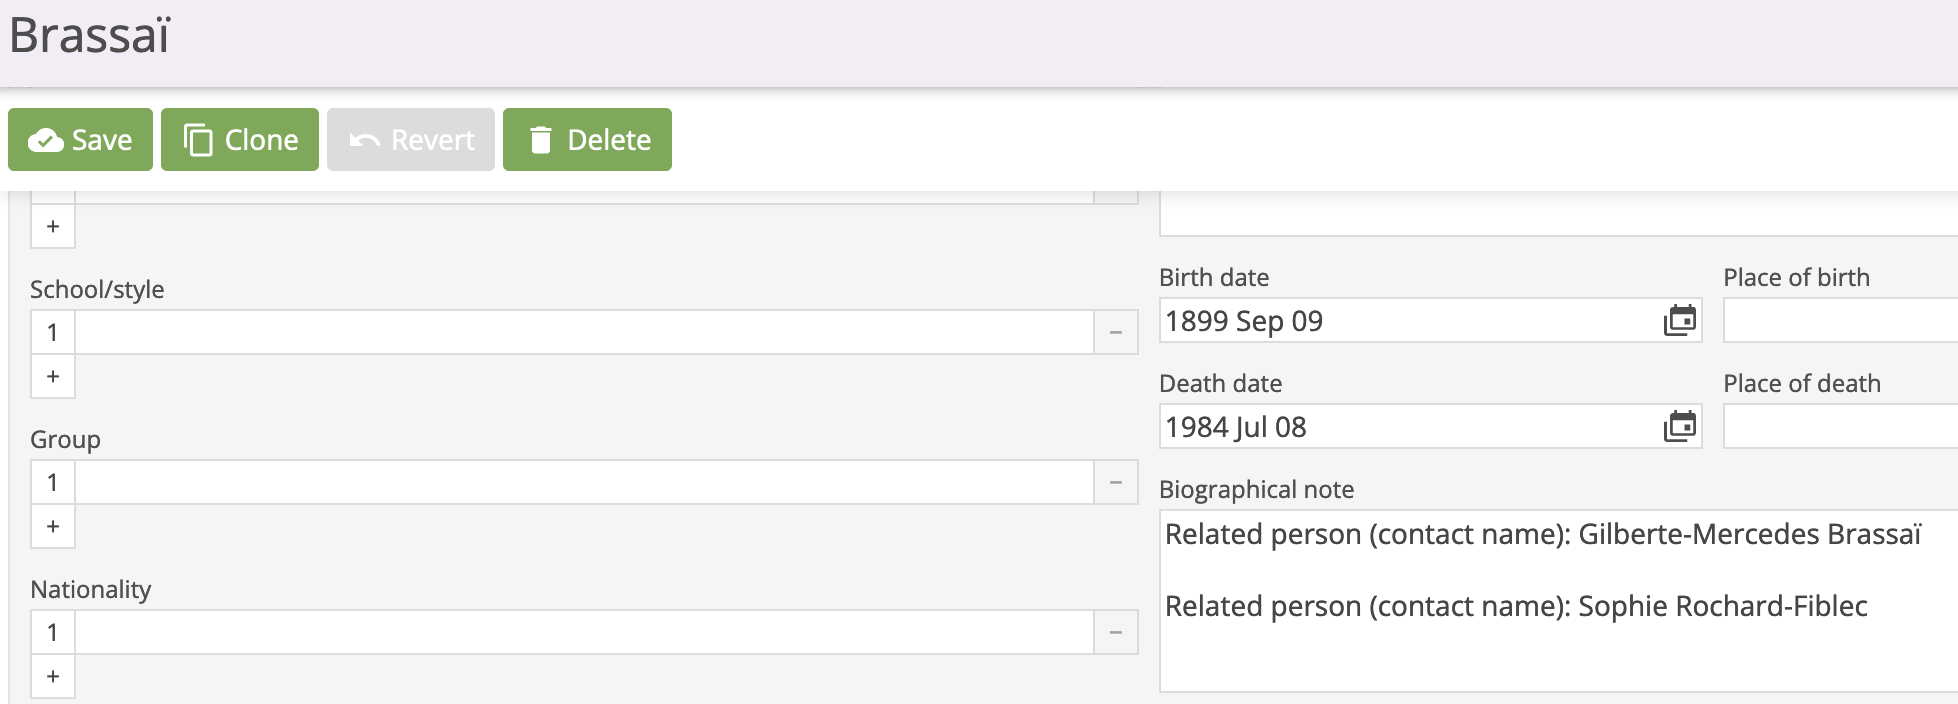 Brassaï
Save Clone Revert Delete
+
School/style
1 −
+
Group
1 −
+
Nationality
1 −
+
Birth date Place of birth
1899 Sep 09
Death date Place of death
1984 Jul 08
Biographical note
Related person (contact name): Gilberte-Mercedes Brassaï
Related person (contact name): Sophie Rochard-Fiblec